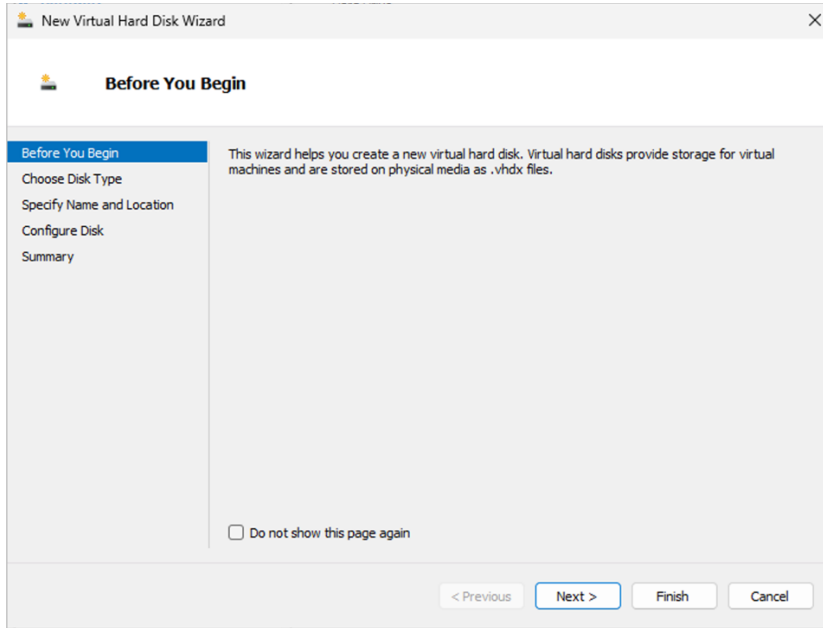 New Virtual Hard Disk Wizard
Before You Begin
Before You Begin
Choose Disk Type
Specify Name and Location
Configure Disk
Summary
This wizard helps you create a new virtual hard disk. Virtual hard disks provide storage for virtual
machines and are stored on physical media as .vhdx files.
Do not show this page again
< Previous
Next >
Finish
Cancel